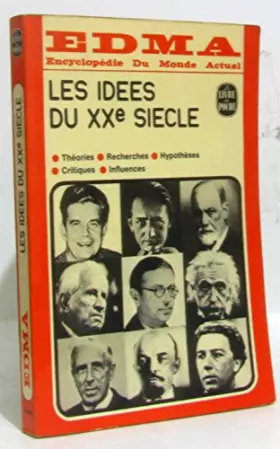 EDMA
Encyclopédie Du Monde Actuel
LE LIVRE
DE POCHE
LES IDEES
DU XXe SIECLE
Théories
Recherches
Hypothèses
Critiques
Influences
LES IDEES DU XXe SIECLE
EDMA